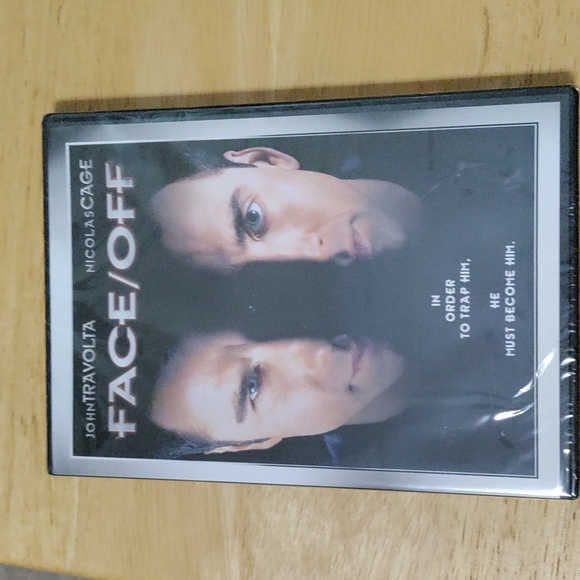 JOHN TRAVOLTA NICOLAS CAGE
FACE/OFF
IN
ORDER
TO TRAP HIM,
HE
MUST BECOME HIM.